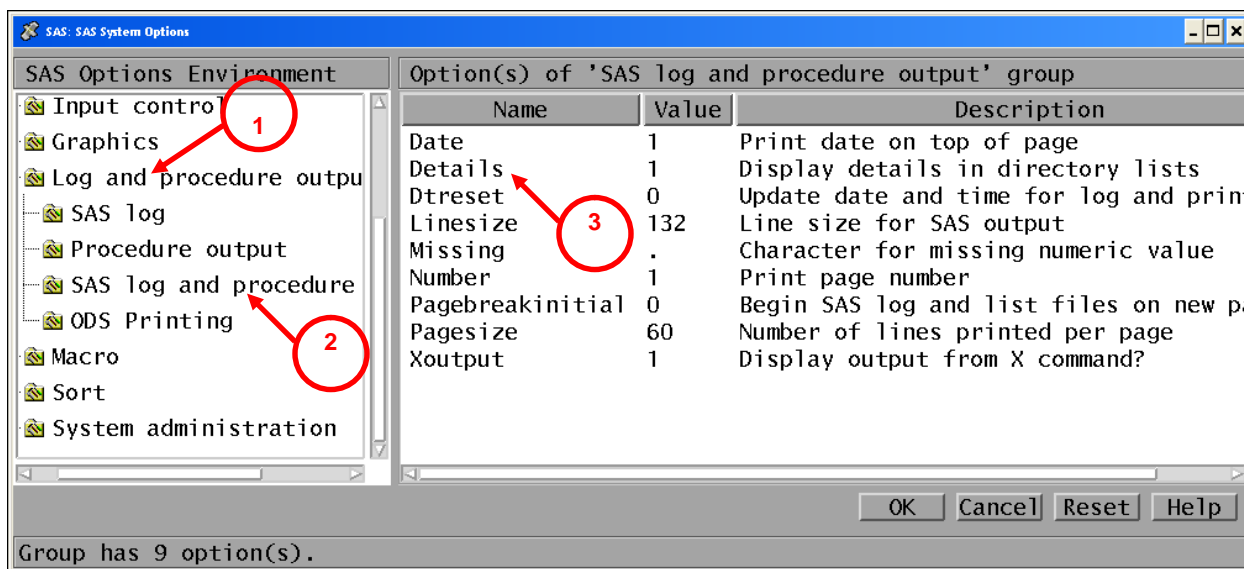 SAS: SAS System Options
SAS Options Environment
Option(s) of 'SAS log and procedure output' group
Input control
Graphics
Log and procedure outpu
SAS log
Procedure output
SAS log and procedure
ODS Printing
Macro
Sort
System administration
1
2
3
Name Value Description
Date 1 Print date on top of page
Details 1 Display details in directory lists
Dtreset 0 Update date and time for log and prin
Linesize 132 Line size for SAS output
Missing . Character for missing numeric value
Number 1 Print page number
Pagebreakinitial 0 Begin SAS log and list files on new p
Pagesize 60 Number of lines printed per page
Xoutput 1 Display output from X command?
OK Cancel Reset Help
Group has 9 option(s).